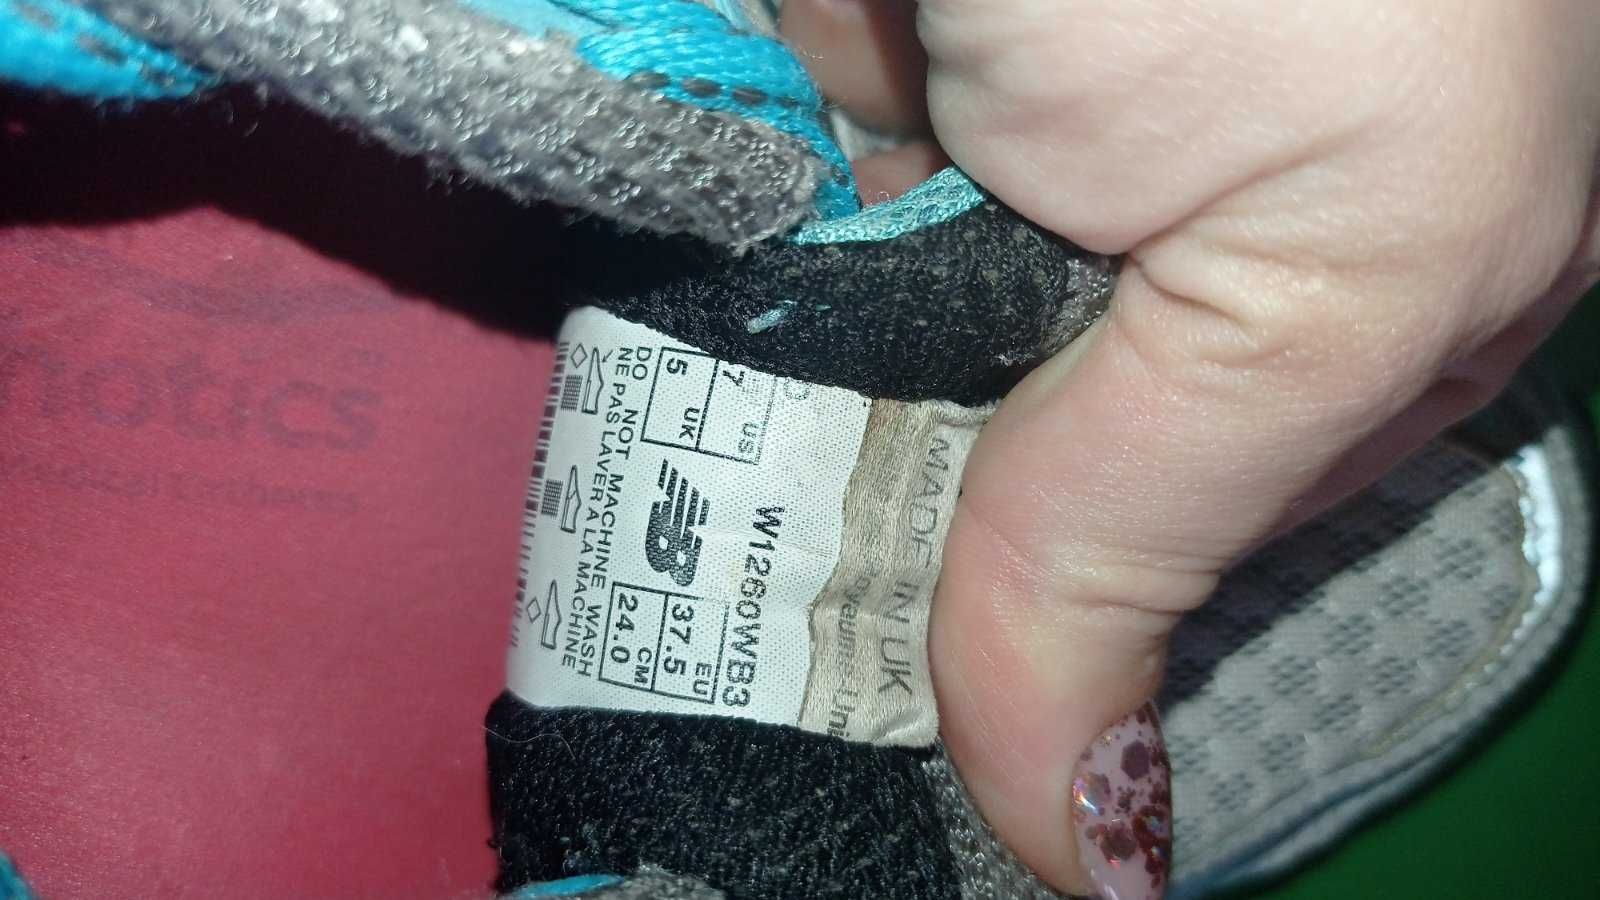 MADE IN UK
W1260WB3
7 US
5 UK
NB
37.5 EU
24.0 CM
DO NOT MACHINE WASH
NE PAS LAVER A LA MACHINE